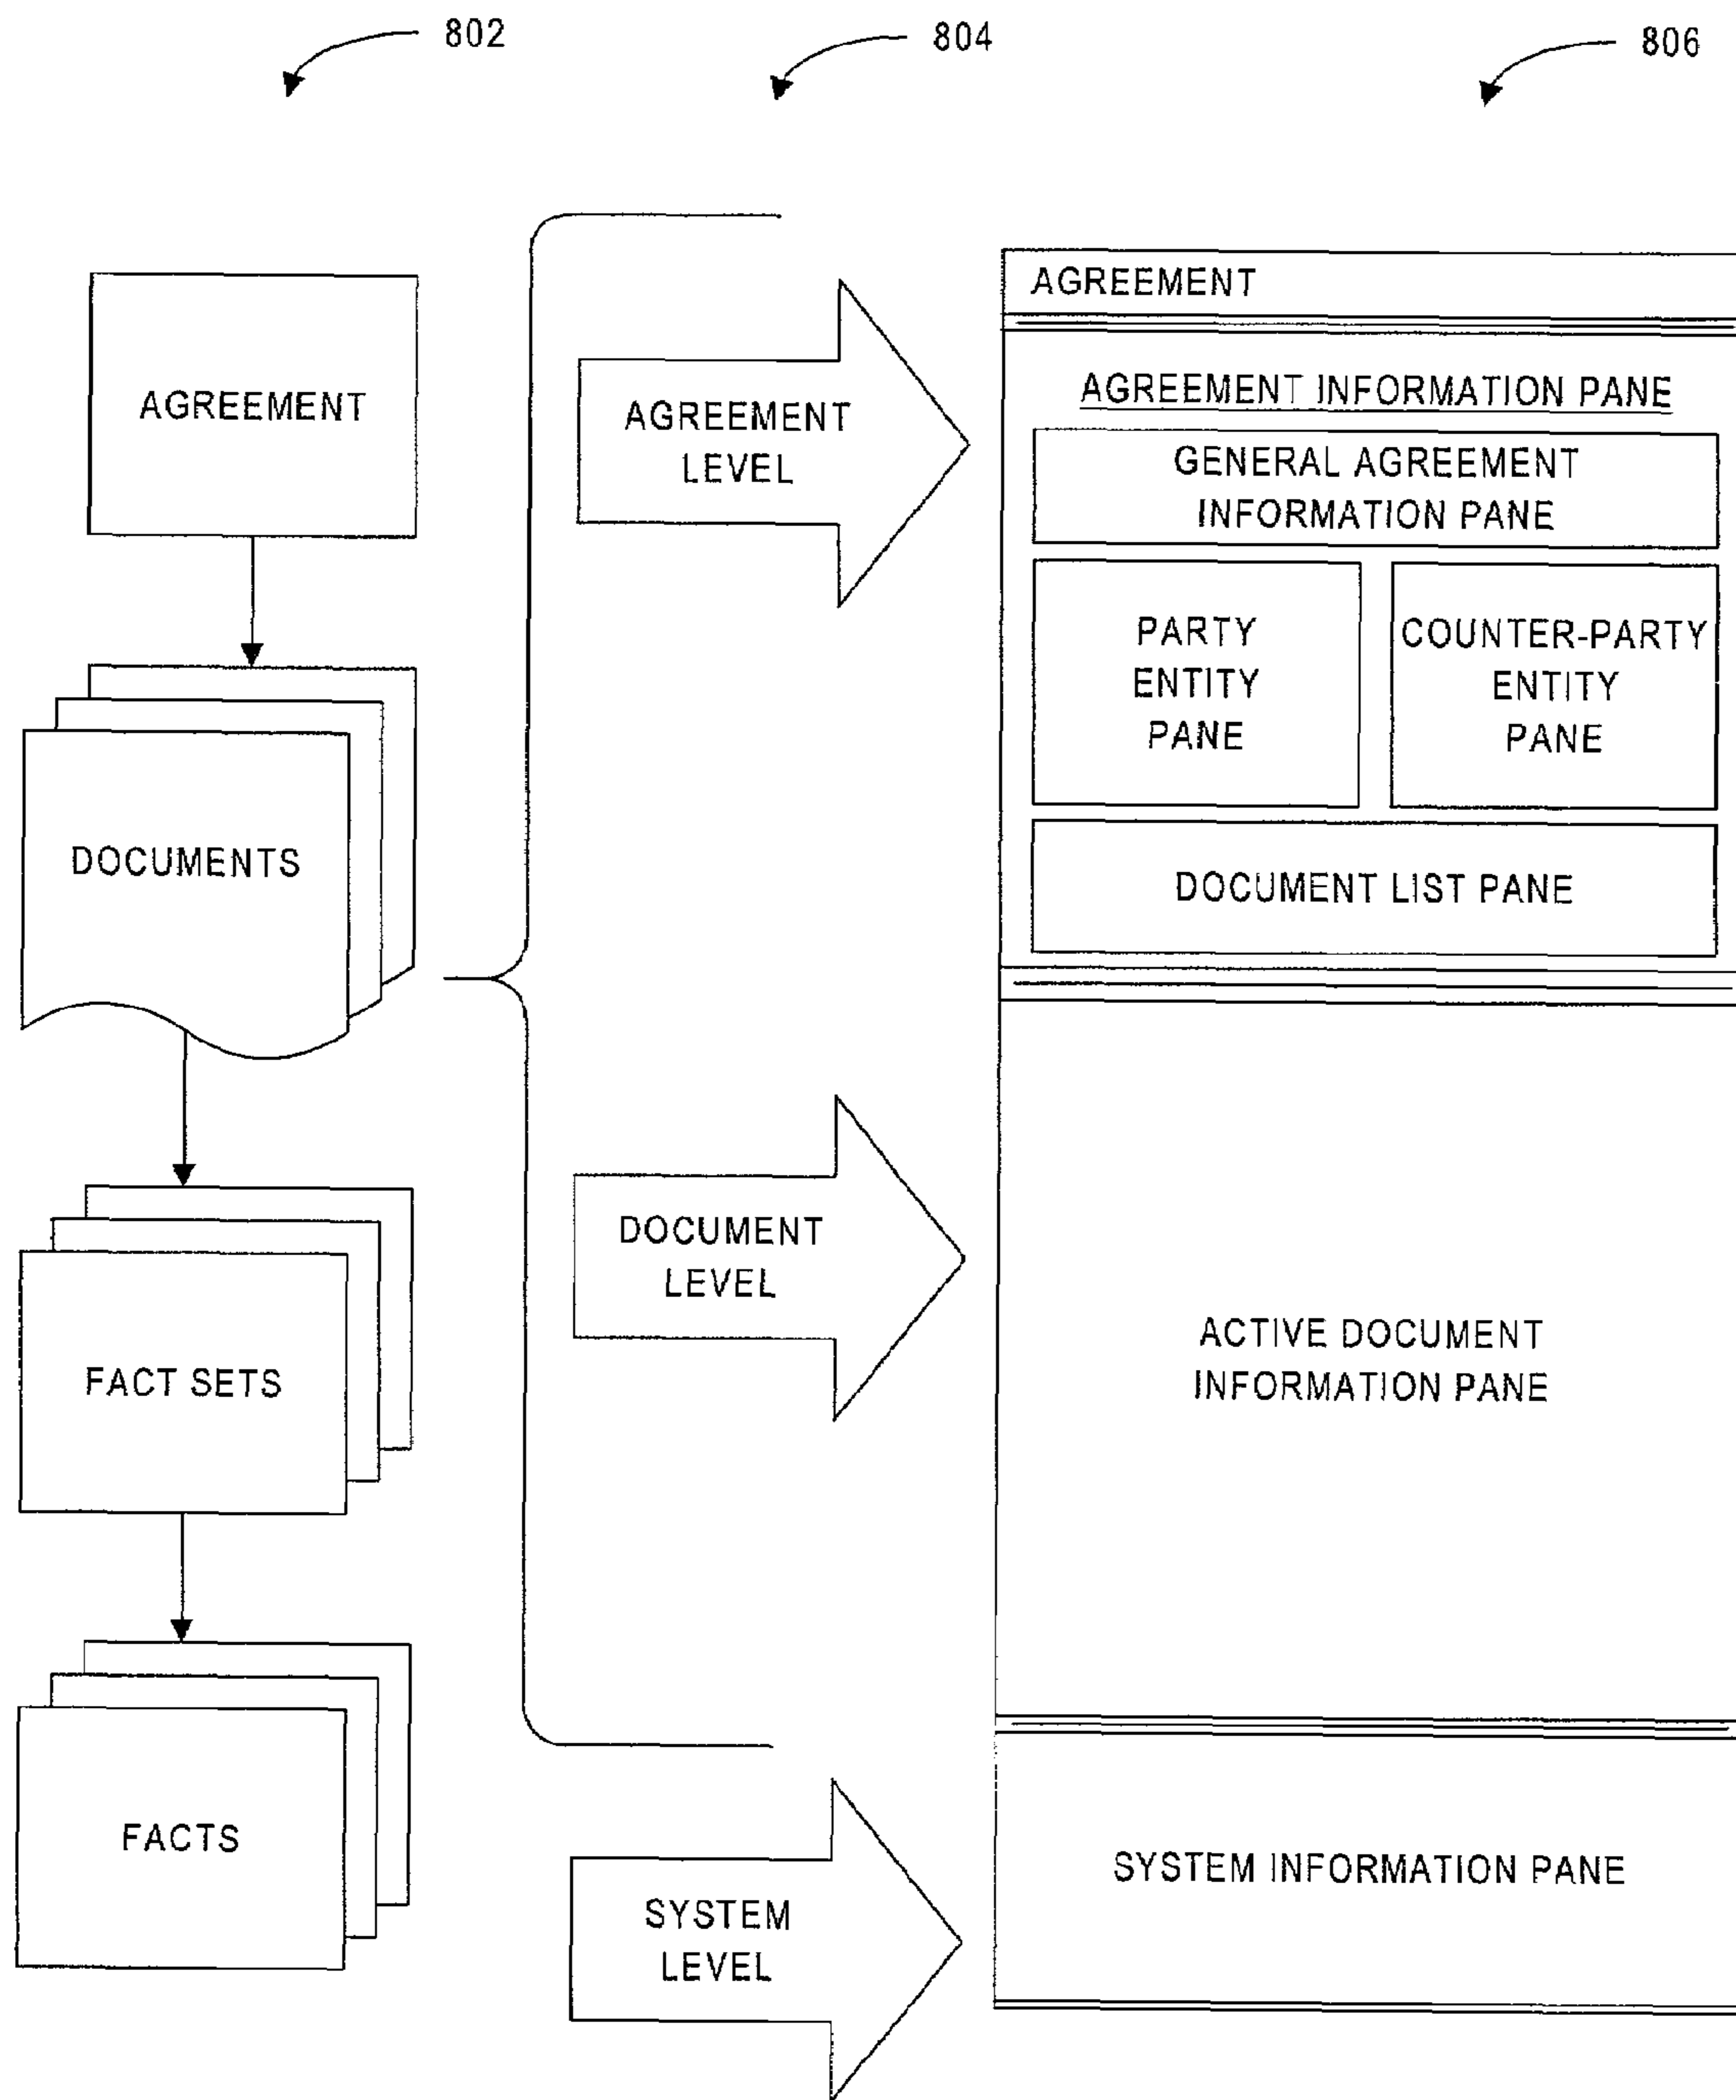 802
804
806
AGREEMENT
DOCUMENTS
FACT SETS
FACTS
AGREEMENT
LEVEL
DOCUMENT
LEVEL
SYSTEM
LEVEL
AGREEMENT
AGREEMENT INFORMATION PANE
GENERAL AGREEMENT
INFORMATION PANE
PARTY
ENTITY
PANE
COUNTER-PARTY
ENTITY
PANE
DOCUMENT LIST PANE
ACTIVE DOCUMENT
INFORMATION PANE
SYSTEM INFORMATION PANE